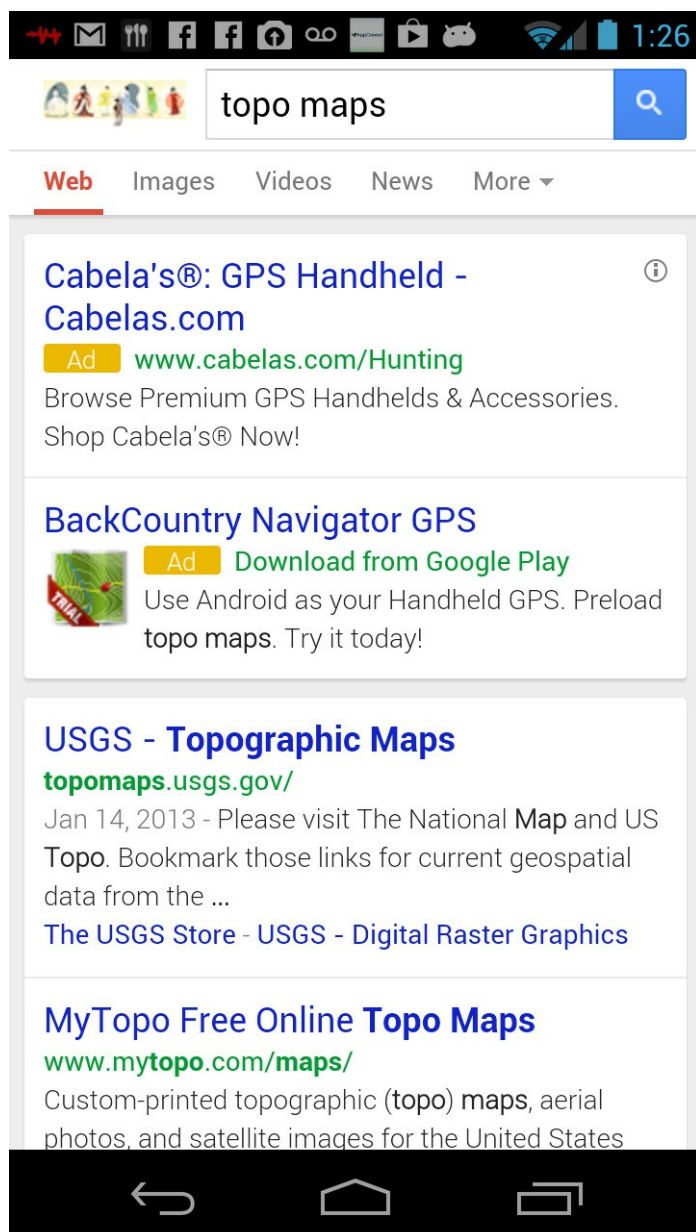 1:26
topo maps
Web Images Videos News More
Cabela's®: GPS Handheld -
Cabelas.com
Ad www.cabelas.com/Hunting
Browse Premium GPS Handhelds & Accessories.
Shop Cabela's® Now!
BackCountry Navigator GPS
Ad Download from Google Play
TRIAL
Use Android as your Handheld GPS. Preload
topo maps. Try it today!
USGS - Topographic Maps
topomaps.usgs.gov/
Jan 14, 2013 - Please visit The National Map and US
Topo. Bookmark those links for current geospatial
data from the ...
The USGS Store - USGS - Digital Raster Graphics
MyTopo Free Online Topo Maps
www.mytopo.com/maps/
Custom-printed topographic (topo) maps, aerial
photos, and satellite images for the United States